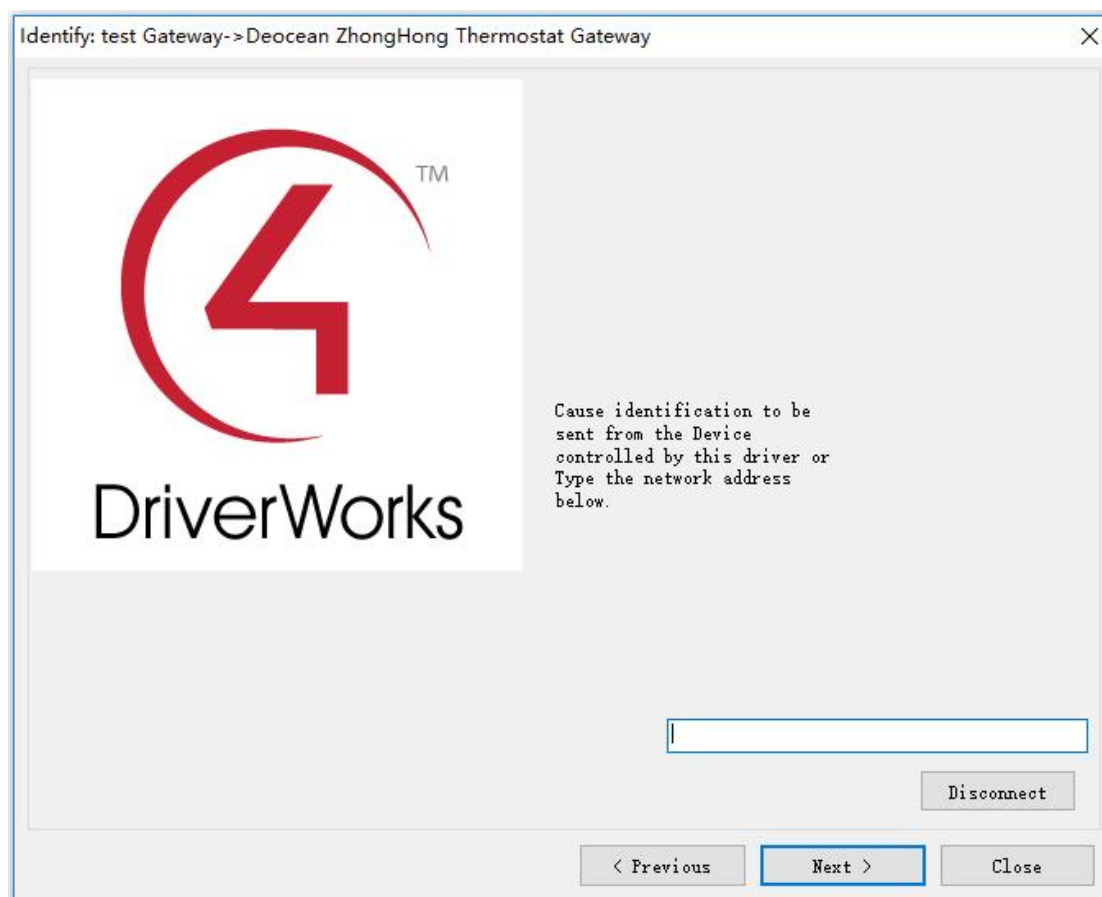 Identify: test Gateway->Deocean ZhongHong Thermostat Gateway
4
TM
DriverWorks
Cause identification to be
sent from the Device
controlled by this driver or
Type the network address
below.
Disconnect
< Previous
Next >
Close